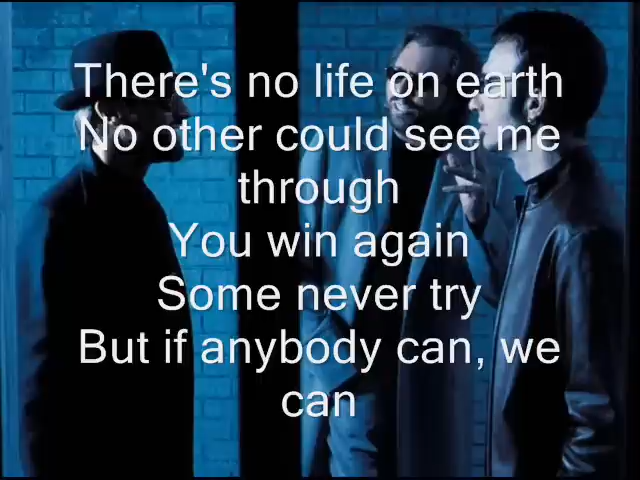 There's no life on earth
No other could see me
through
You win again
Some never try
But if anybody can, we
can